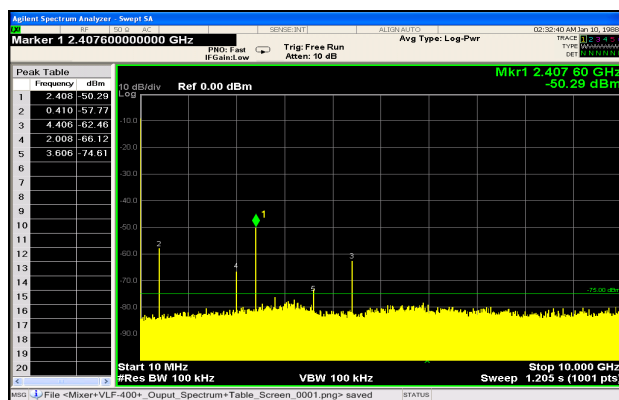 Agilent Spectrum Analyzer - Swept SA
RF 50 Ω AC SENSE:INT ALIGN AUTO 02:32:40 AM Jan 10, 1988
Marker 1 2.407600000000 GHz
Avg Type: Log-Pwr
TRACE 1 2 3 4 5
TYPE
DET N N N N N
PNO: Fast
IFGain:Low
Trig: Free Run
Atten: 10 dB
Peak Table
Frequency dBm
1 2.408 -50.29
2 0.410 -57.77
3 4.406 -62.46
4 2.008 -66.12
5 3.606 -74.61
6
7
8
9
10
11
12
13
14
15
16
17
18
19
20
Mkr1 2.407 60 GHz
-50.29 dBm
10 dB/div
Log
Ref 0.00 dBm
-10.0
-20.0
-30.0
-40.0
-50.0
-60.0
-70.0
-80.0
-90.0
1
2
3
4
5
-75.00 dBm
Start 10 MHz
Stop 10.000 GHz
#Res BW 100 kHz
VBW 100 kHz
Sweep 1.205 s (1001 pts)
MSG File <Mixer+VLF-400+_Ouput_Spectrum+Table_Screen_0001.png> saved STATUS